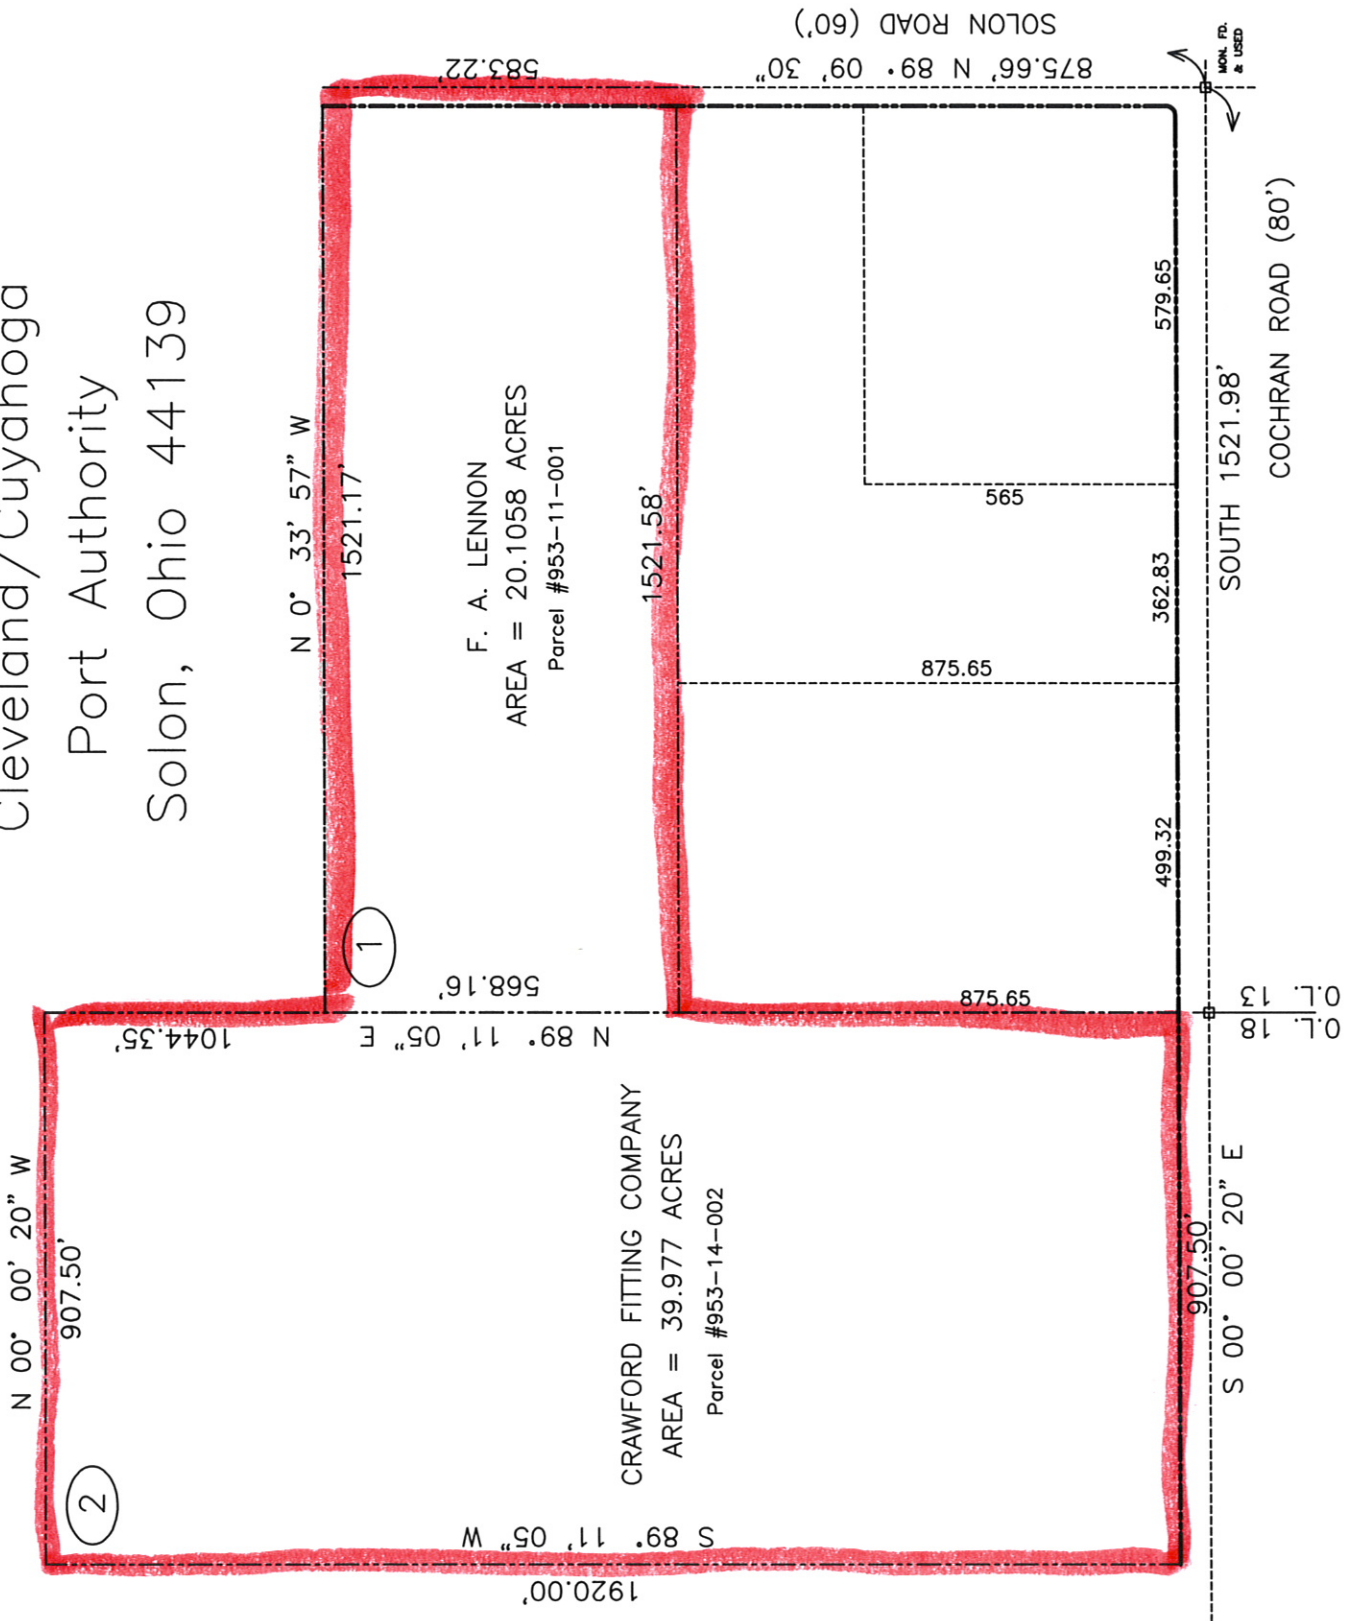 Cleveland/Cuyahoga
Port Authority
Solon, Ohio 44139
N 0° 33' 57" W
1521.17'
1
F. A. LENNON
AREA = 20.1058 ACRES
Parcel #953-11-001
1521.58'
583.22'
875.66' N 89° 09' 30"
SOLON ROAD (60')
MON. FD.
& USED
565
875.65
579.65
362.83
499.32
SOUTH 1521.98'
COCHRAN ROAD (80')
N 00° 00' 20" W
907.50'
2
1044.35'
568.16'
N 89° 11' 05" E
875.65
O.L. 13
O.L. 18
CRAWFORD FITTING COMPANY
AREA = 39.977 ACRES
Parcel #953-14-002
S 89° 11' 05" W
1920.00'
907.50'
S 00° 00' 20" E